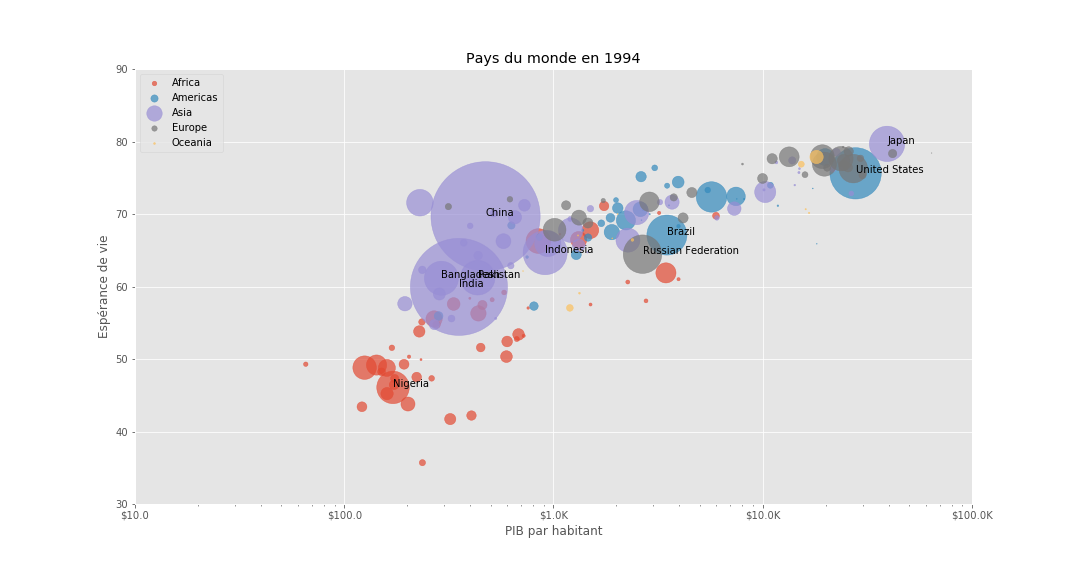 Pays du monde en 1994
Africa
Americas
Asia
Europe
Oceania
Espérance de vie
90
80
70
60
50
40
30
Japan
United States
China
Brazil
Indonesia
Russian Federation
Bangladesh
Pakistan
India
Nigeria
$10.0
$100.0
$1.0K
$10.0K
$100.0K
PIB par habitant